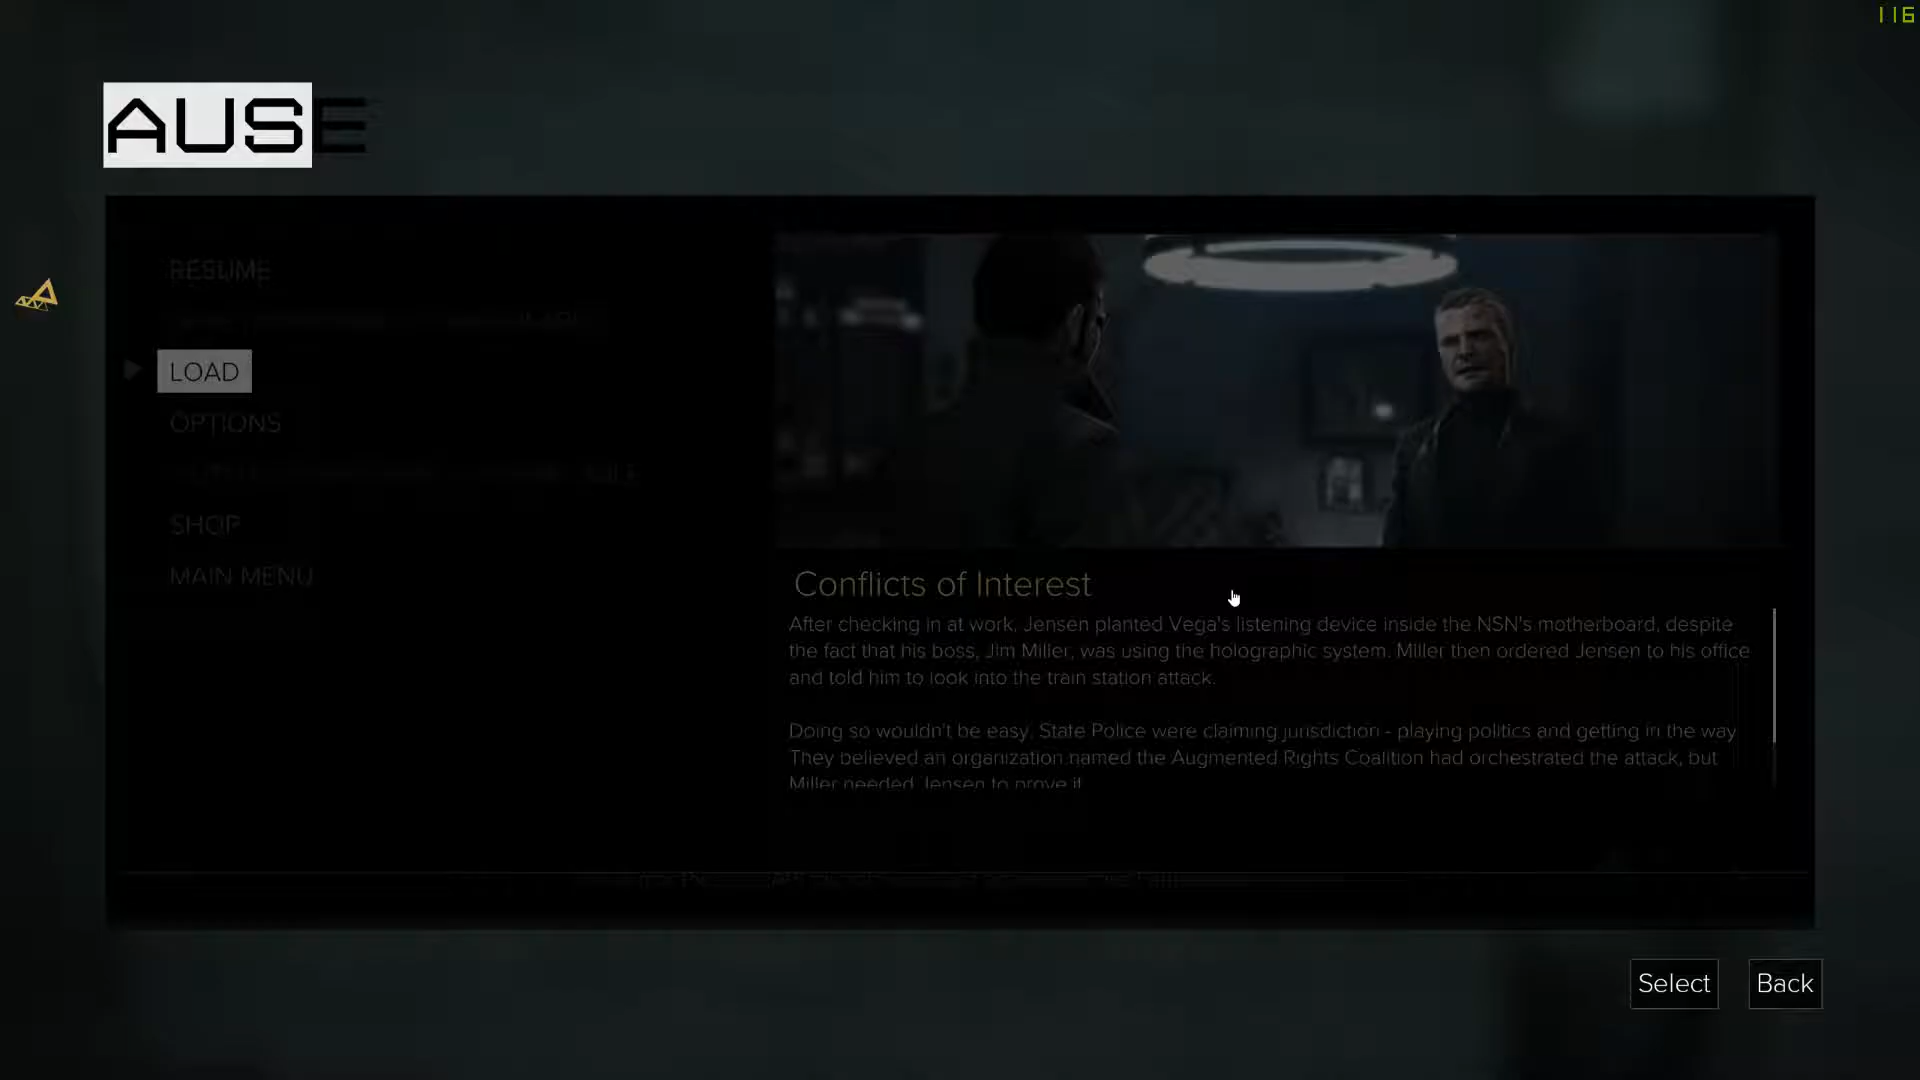 116
AUSE
RESUME
LOAD
OPTIONS
SHOP
MAIN MENU
Conflicts of Interest
After checking in at work, Jensen planted Vega's listening device inside the NSN's motherboard, despite
the fact that his boss, Jim Miller, was using the holographic system. Miller then ordered Jensen to his office
and told him to look into the train station attack.
Doing so wouldn't be easy. State Police were claiming jurisdiction - playing politics and getting in the way
They believed an organization named the Augmented Rights Coalition had orchestrated the attack, but
Miller needed Jensen to prove it
Select
Back